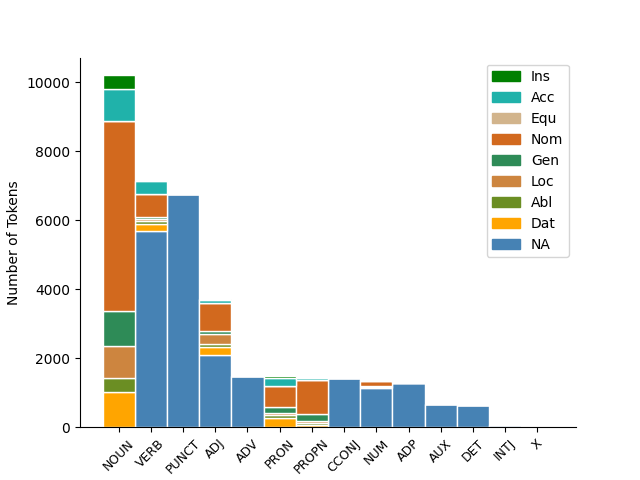 10000
8000
6000
4000
2000
0
Number of Tokens
Ins
Acc
Equ
Nom
Gen
Loc
Abl
Dat
NA
NOUN
VERB
PUNCT
ADJ
ADV
PRON
PROPN
CCONJ
NUM
ADP
AUX
DET
INTJ
X